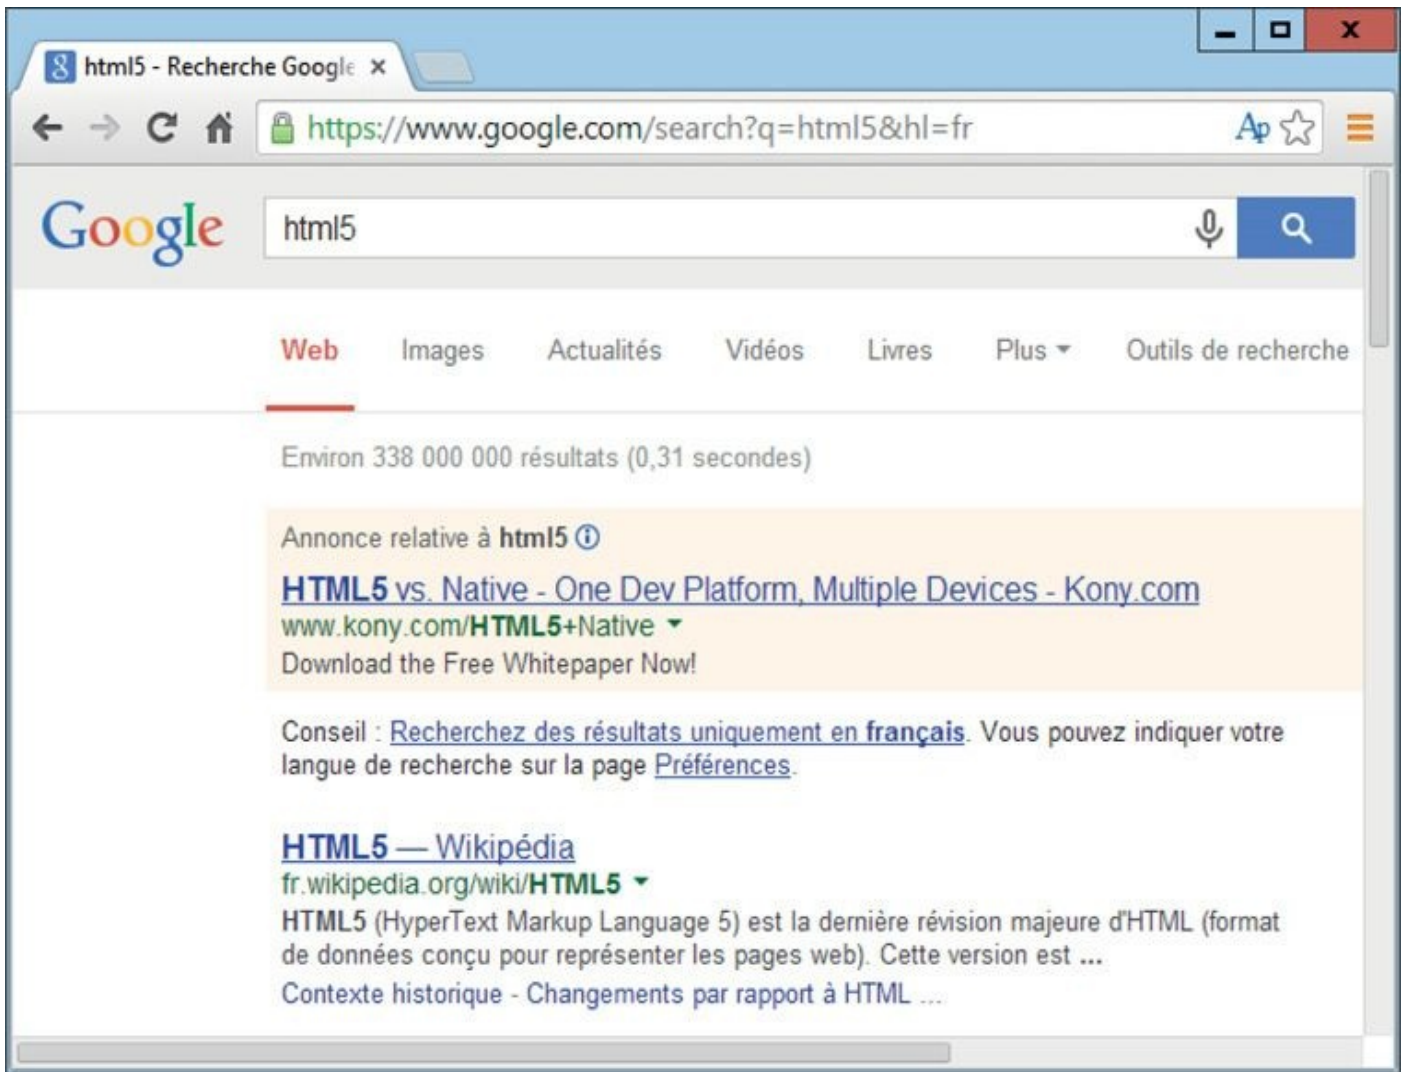 html5 - Recherche Google
https://www.google.com/search?q=html5&hl=fr
Google html5
Web Images Actualités Vidéos Livres Plus Outils de recherche
Environ 338 000 000 résultats (0,31 secondes)
Annonce relative à html5
HTML5 vs. Native - One Dev Platform, Multiple Devices - Kony.com
www.kony.com/HTML5+Native
Download the Free Whitepaper Now!
Conseil : Recherchez des résultats uniquement en français. Vous pouvez indiquer votre
langue de recherche sur la page Préférences.
HTML5 — Wikipédia
fr.wikipedia.org/wiki/HTML5
HTML5 (HyperText Markup Language 5) est la dernière révision majeure d'HTML (format
de données conçu pour représenter les pages web). Cette version est ...
Contexte historique - Changements par rapport à HTML ...